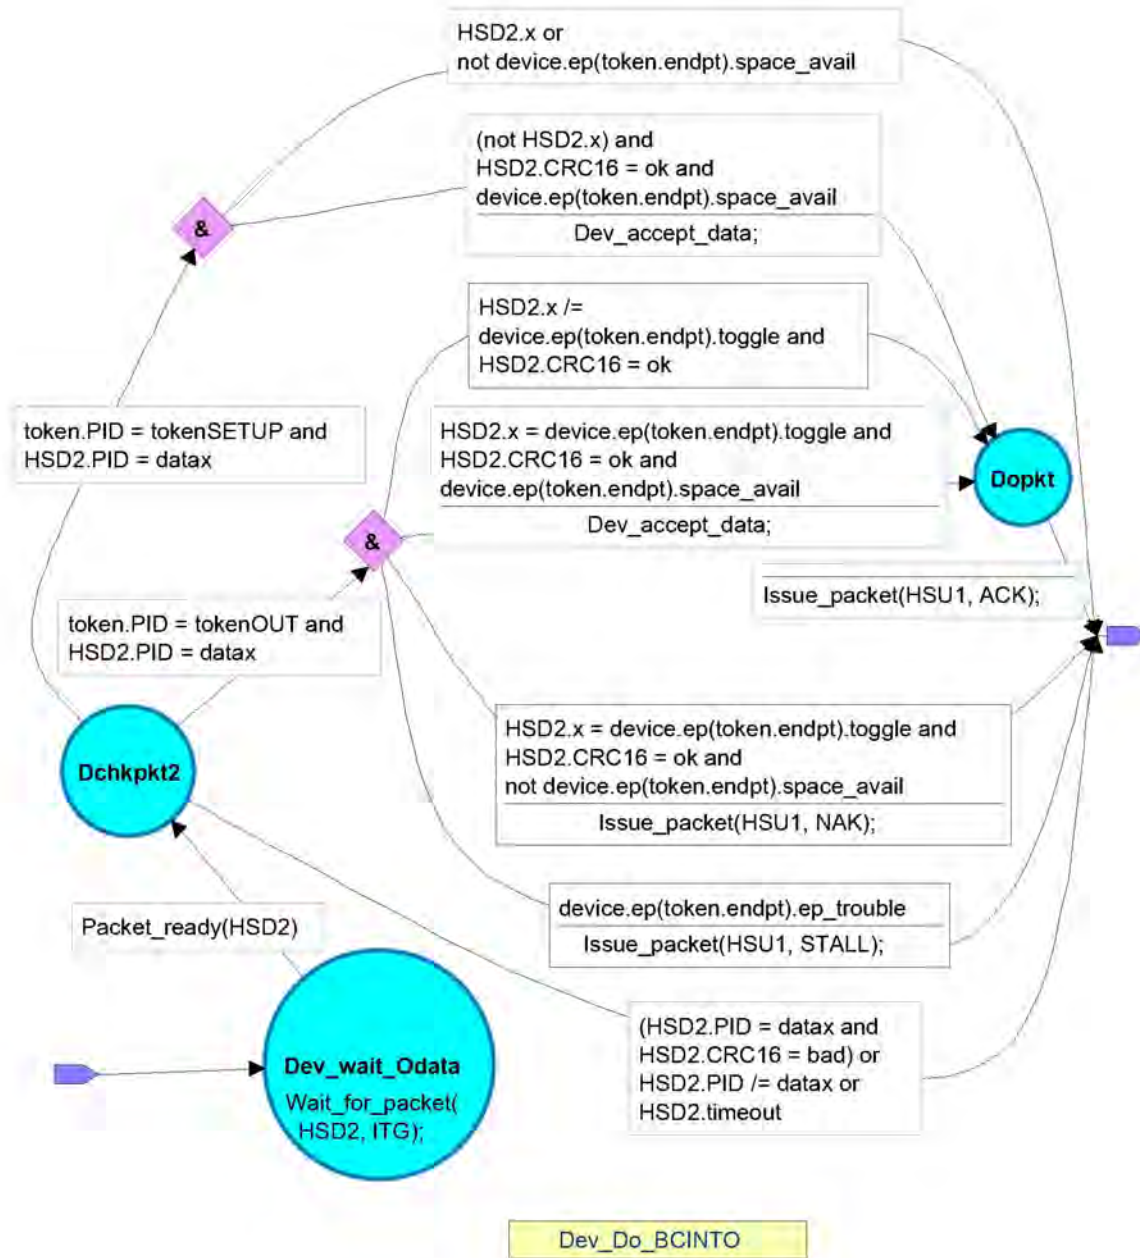 HSD2.x or
not device.ep(token.endpt).space_avail
(not HSD2.x) and
HSD2.CRC16 = ok and
device.ep(token.endpt).space_avail
Dev_accept_data;
&
HSD2.x /=
device.ep(token.endpt).toggle and
HSD2.CRC16 = ok
token.PID = tokenSETUP and
HSD2.PID = datax
HSD2.x = device.ep(token.endpt).toggle and
HSD2.CRC16 = ok and
device.ep(token.endpt).space_avail
Dev_accept_data;
Dopkt
&
Issue_packet(HSU1, ACK);
token.PID = tokenOUT and
HSD2.PID = datax
HSD2.x = device.ep(token.endpt).toggle and
HSD2.CRC16 = ok and
not device.ep(token.endpt).space_avail
Issue_packet(HSU1, NAK);
Dchkpkt2
device.ep(token.endpt).ep_trouble
Issue_packet(HSU1, STALL);
Packet_ready(HSD2)
(HSD2.PID = datax and
HSD2.CRC16 = bad) or
HSD2.PID /= datax or
HSD2.timeout
Dev_wait_Odata
Wait_for_packet(
HSD2, ITG);
Dev_Do_BCINTO